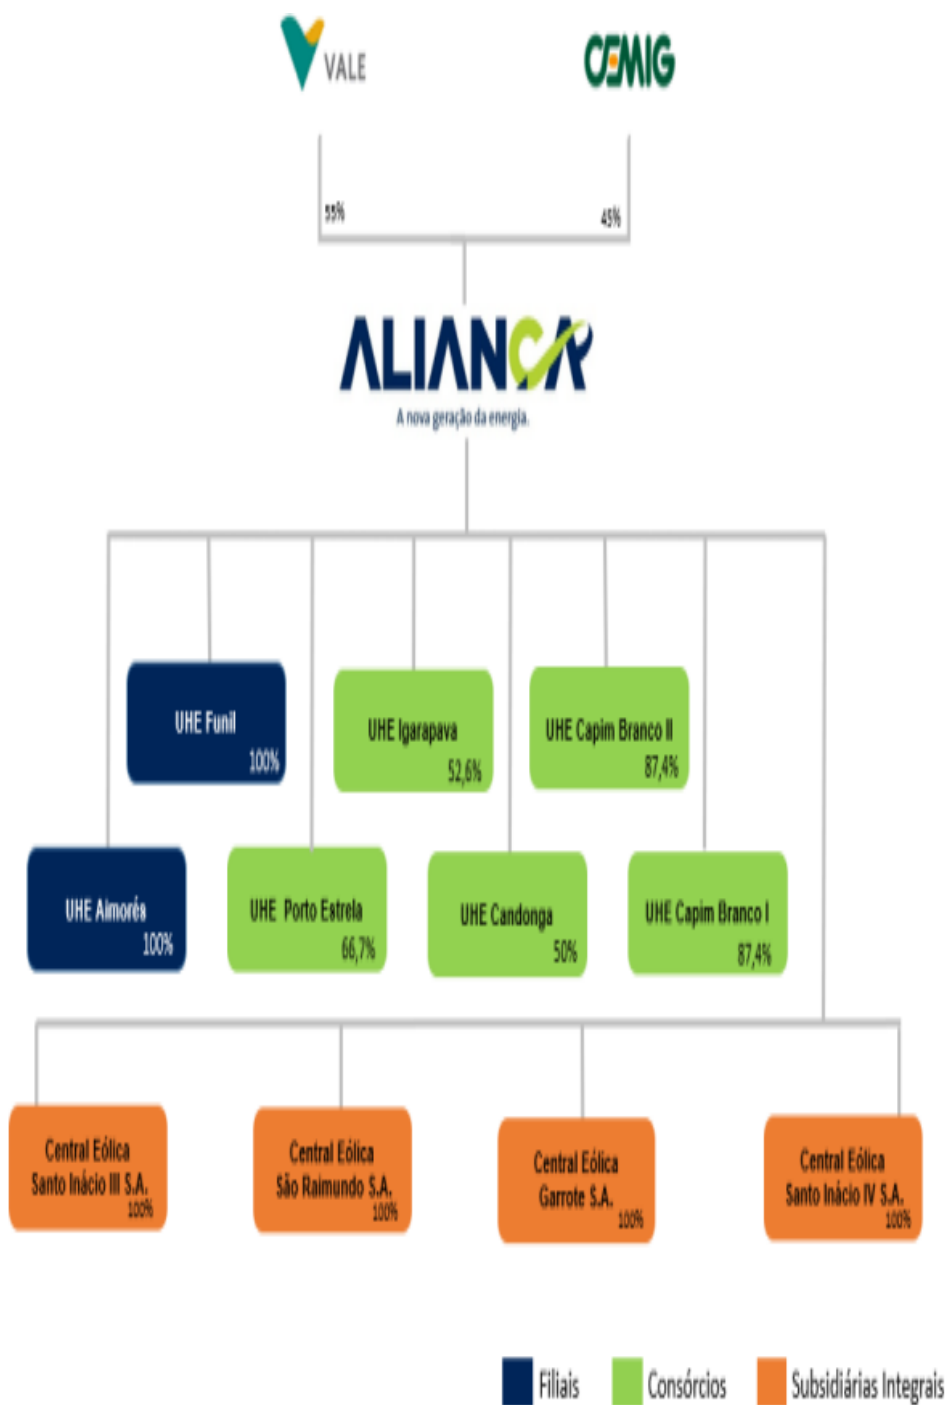 VALE
CEMIG
55%
45%
ALIANÇA
A nova geração da energia.
UHE Funil
100%
UHE Igarapava
52,6%
UHE Capim Branco II
87,4%
UHE Aimorés
100%
UHE Porto Estrela
66,7%
UHE Candonga
50%
UHE Capim Branco I
87,4%
Central Eólica
Santo Inácio III S.A.
100%
Central Eólica
São Raimundo S.A.
100%
Central Eólica
Garrote S.A.
100%
Central Eólica
Santo Inácio IV S.A.
100%
Filiais
Consórcios
Subsidiárias Integrais